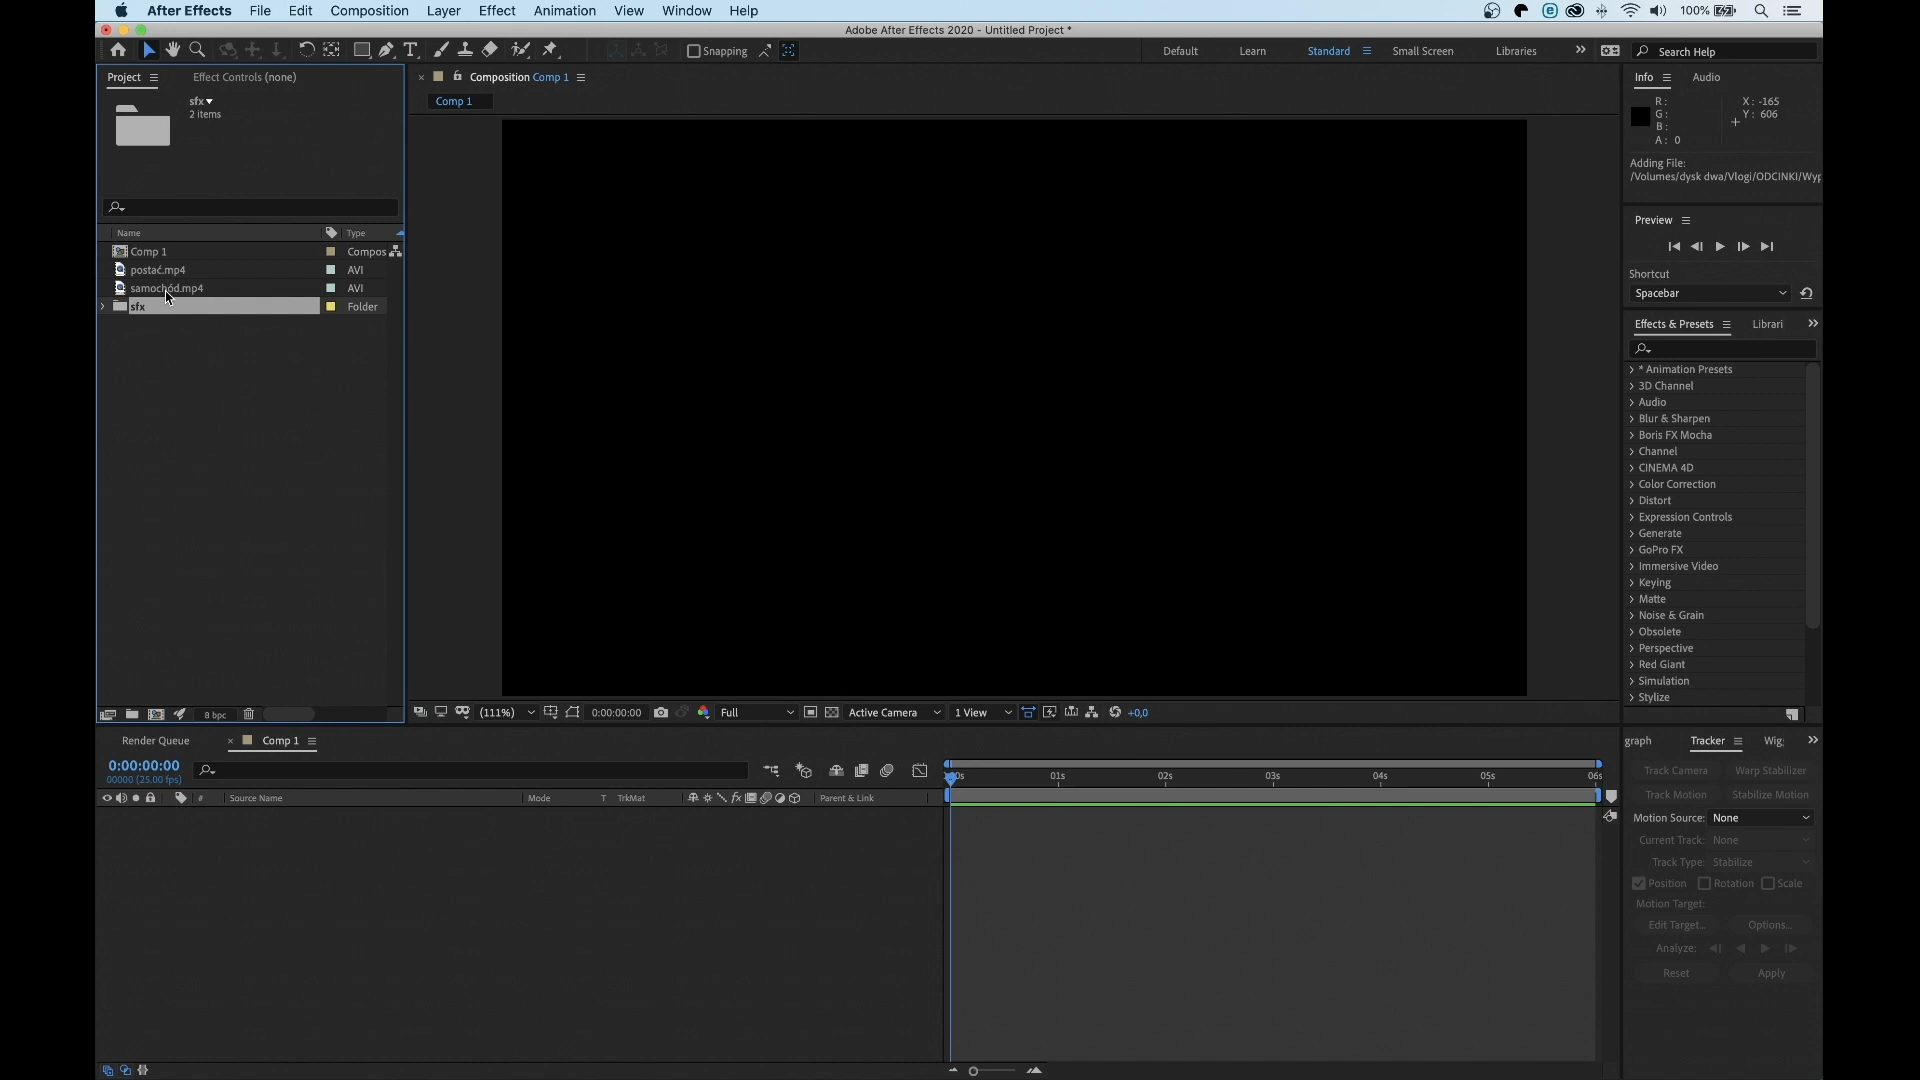 After Effects File Edit Composition Layer Effect Animation View Window Help 100%
Adobe After Effects 2020 - Untitled Project *
Snapping Default Learn Standard Small Screen Libraries Search Help
Project Effect Controls (none) Composition Comp 1 Info Audio
Comp 1
sfx
2 items
R: X: -165
G: Y: 606
B:
A: 0
Adding File:
/Volumes/dysk dwa/Vlogi/ODCINKI/Wyp
Preview
Shortcut
Spacebar
Name Type
Comp 1 Compos
postać.mp4 AVI
samochód.mp4 AVI
sfx Folder
Effects & Presets Librari
* Animation Presets
3D Channel
Audio
Blur & Sharpen
Boris FX Mocha
Channel
CINEMA 4D
Color Correction
Distort
Expression Controls
Generate
GoPro FX
Immersive Video
Keying
Matte
Noise & Grain
Obsolete
Perspective
Red Giant
Simulation
Stylize
8 bpc (111%) 0:00:00:00 Full Active Camera 1 View +0,0
Render Queue Comp 1
0:00:00:00
00000 (25.00 fps)
01s 02s 03s 04s 05s 06s
# Source Name Mode T TrkMat Parent & Link
graph Tracker Wig
Track Camera Warp Stabilizer
Track Motion Stabilize Motion
Motion Source: None
Current Track: None
Track Type: Stabilize
Position Rotation Scale
Motion Target:
Edit Target... Options...
Analyze:
Reset Apply